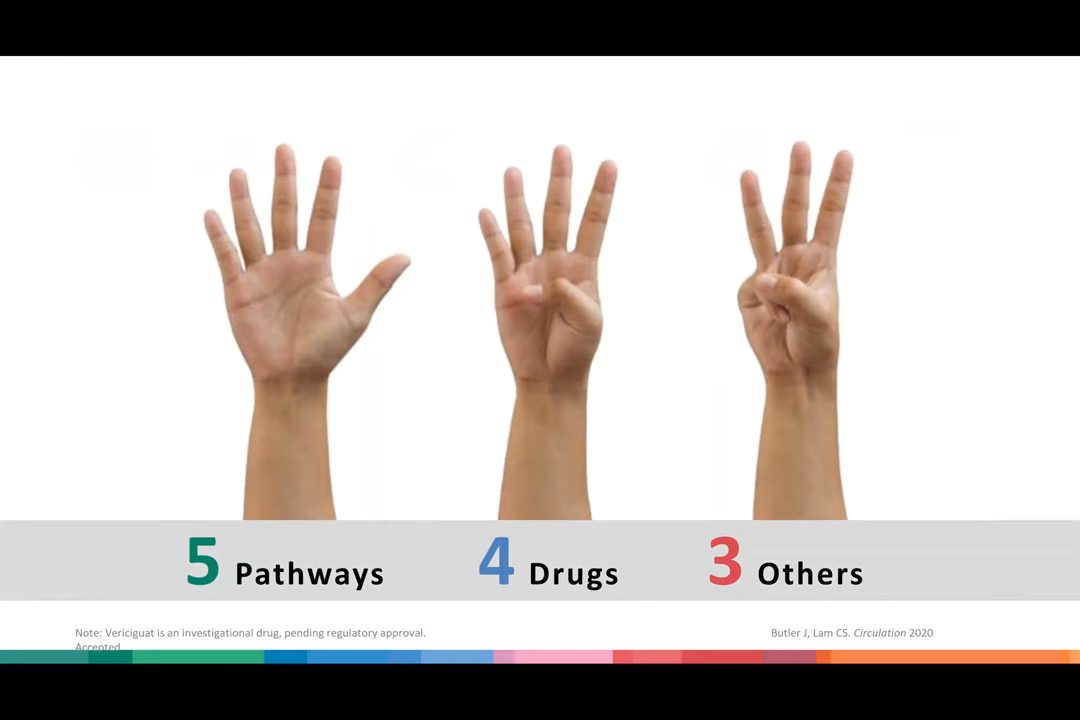 5 Pathways 4 Drugs 3 Others
Note: Vericiguat is an investigational drug, pending regulatory approval.
Accepted
Butler J, Lam CS. Circulation 2020